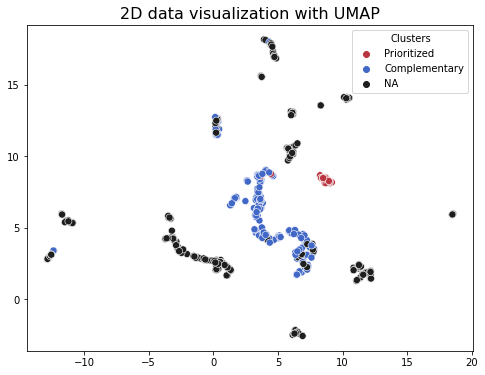 2D data visualization with UMAP
Clusters
Prioritized
Complementary
NA
15
10
5
0
−10
−5
0
5
10
15
20